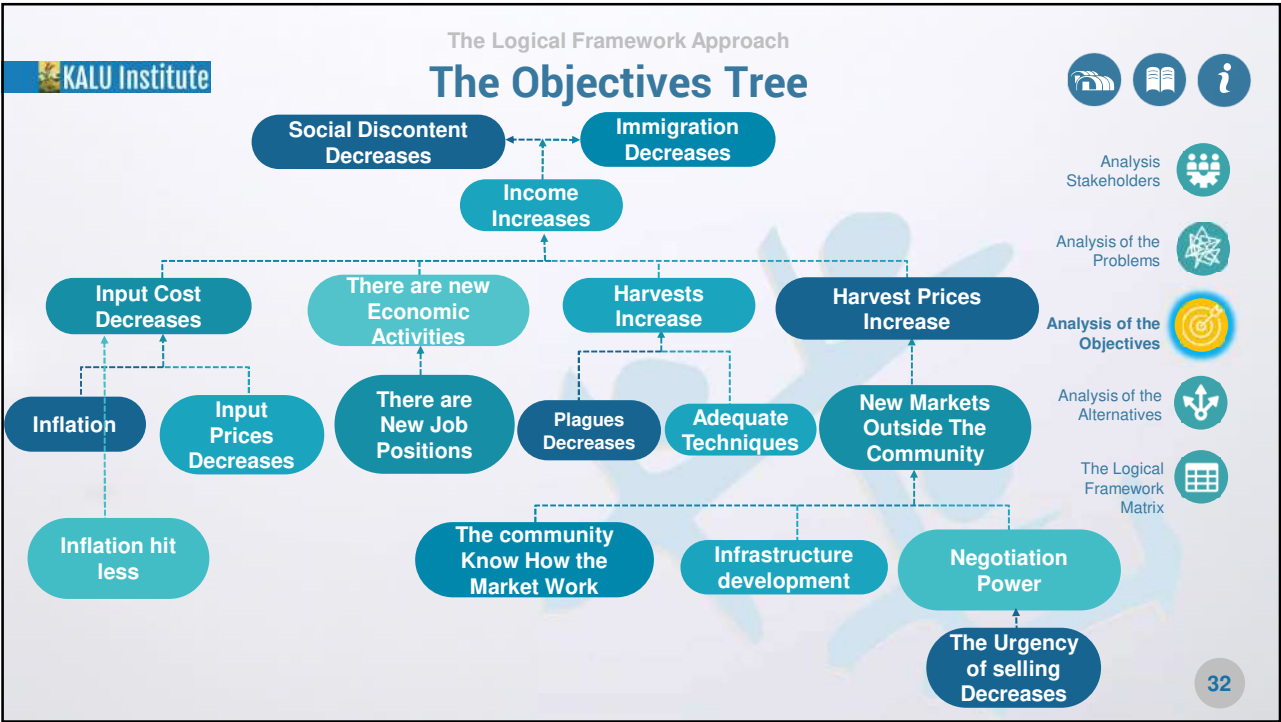 The Logical Framework Approach
KALU Institute
The Objectives Tree
Social Discontent
Decreases
Immigration
Decreases
Income
Increases
Input Cost
Decreases
There are new
Economic
Activities
Harvests
Increase
Harvest Prices
Increase
Inflation
Input
Prices
Decreases
There are
New Job
Positions
Plagues
Decreases
Adequate
Techniques
New Markets
Outside The
Community
Inflation hit
less
The community
Know How the
Market Work
Infrastructure
development
Negotiation
Power
The Urgency
of selling
Decreases
Analysis
Stakeholders
Analysis of the
Problems
Analysis of the
Objectives
Analysis of the
Alternatives
The Logical
Framework
Matrix
i
32